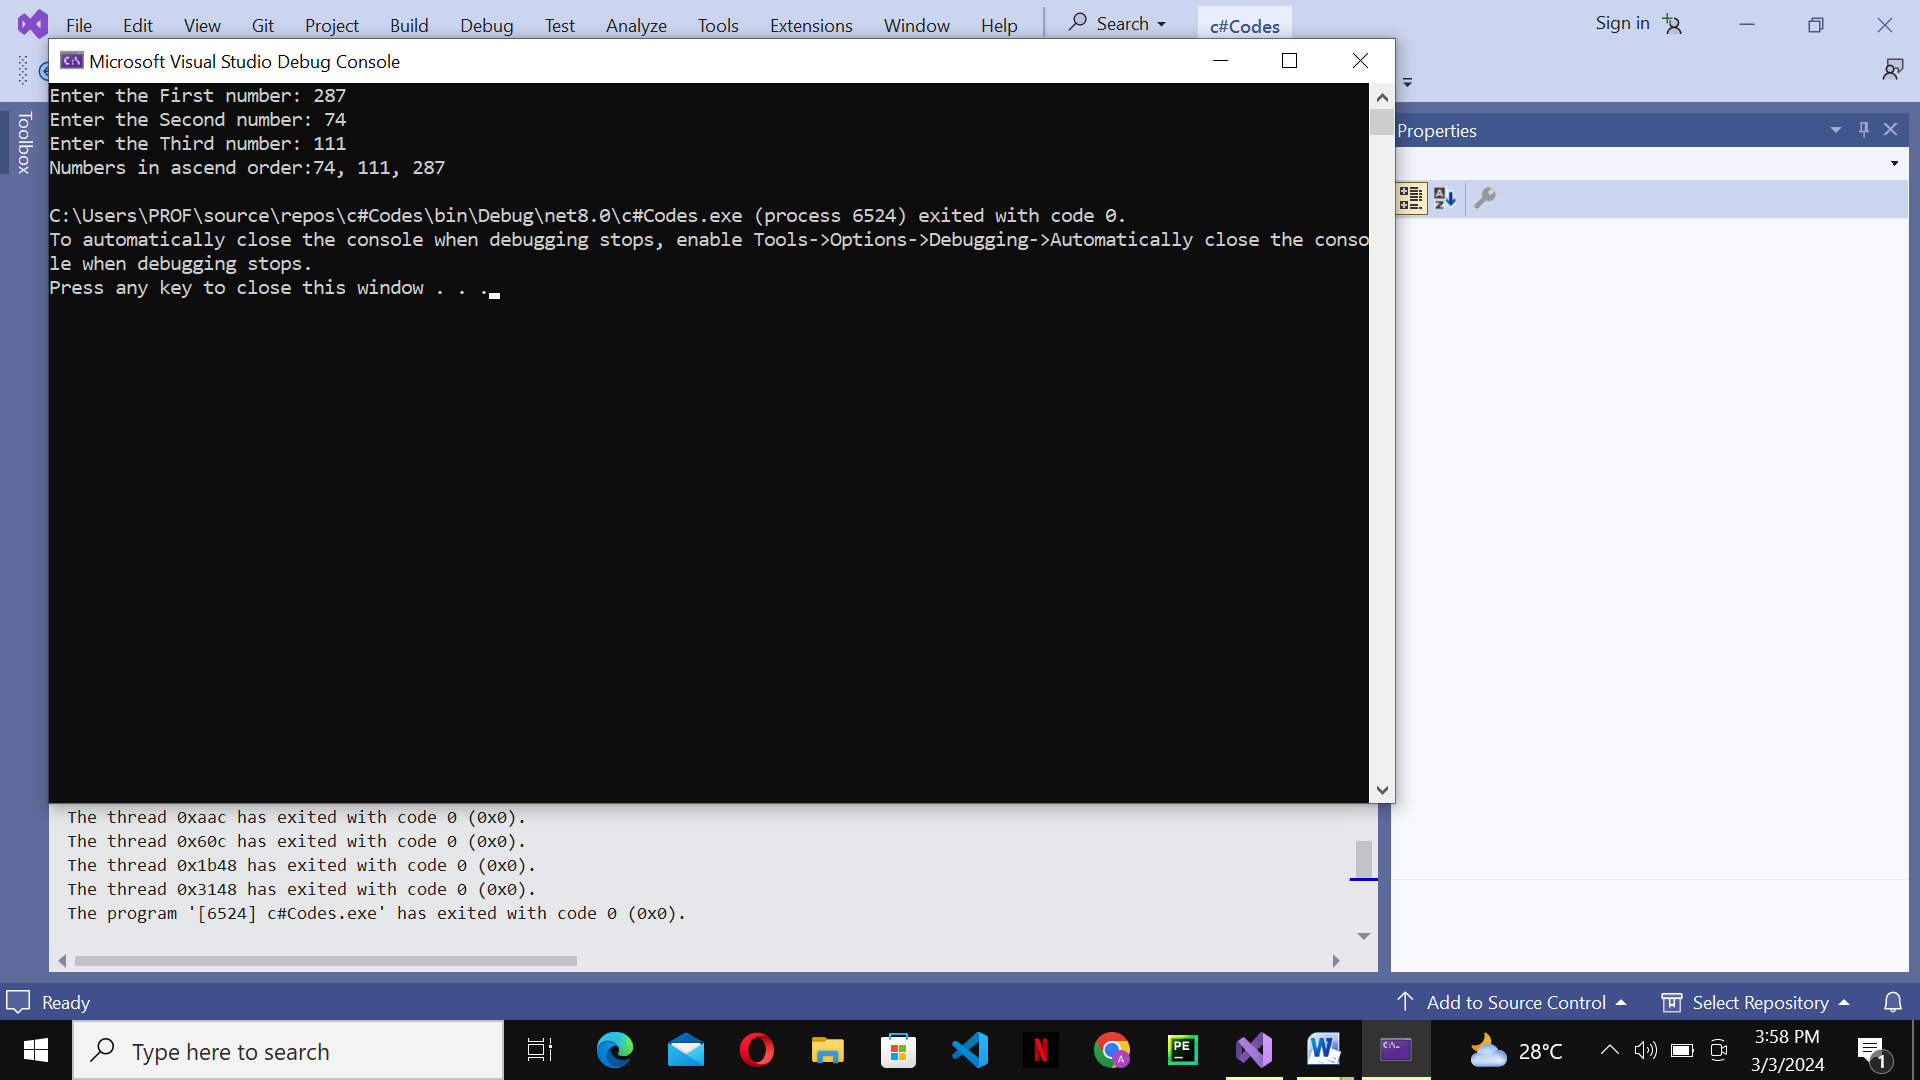 File Edit View Git Project Build Debug Test Analyze Tools Extensions Window Help Search c#Codes Sign in
Microsoft Visual Studio Debug Console
Toolbox
Enter the First number: 287
Enter the Second number: 74
Enter the Third number: 111
Numbers in ascend order:74, 111, 287
C:\Users\PROF\source\repos\c#Codes\bin\Debug\net8.0\c#Codes.exe (process 6524) exited with code 0.
To automatically close the console when debugging stops, enable Tools->Options->Debugging->Automatically close the conso
le when debugging stops.
Press any key to close this window . . .
Properties
The thread 0xaac has exited with code 0 (0x0).
The thread 0x60c has exited with code 0 (0x0).
The thread 0x1b48 has exited with code 0 (0x0).
The thread 0x3148 has exited with code 0 (0x0).
The program '[6524] c#Codes.exe' has exited with code 0 (0x0).
Ready Add to Source Control Select Repository
Type here to search 28°C 3:58 PM
3/3/2024 1